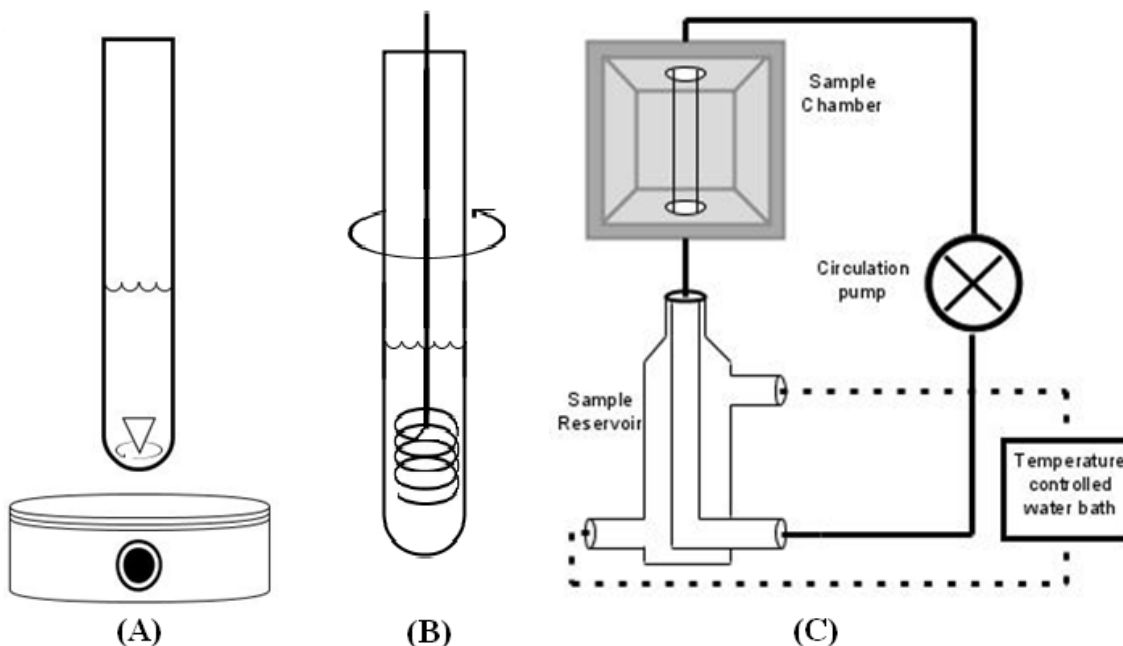 Sample
Chamber
Circulation
pump
Sample
Reservoir
Temperature
controlled
water bath
(A)
(B)
(C)